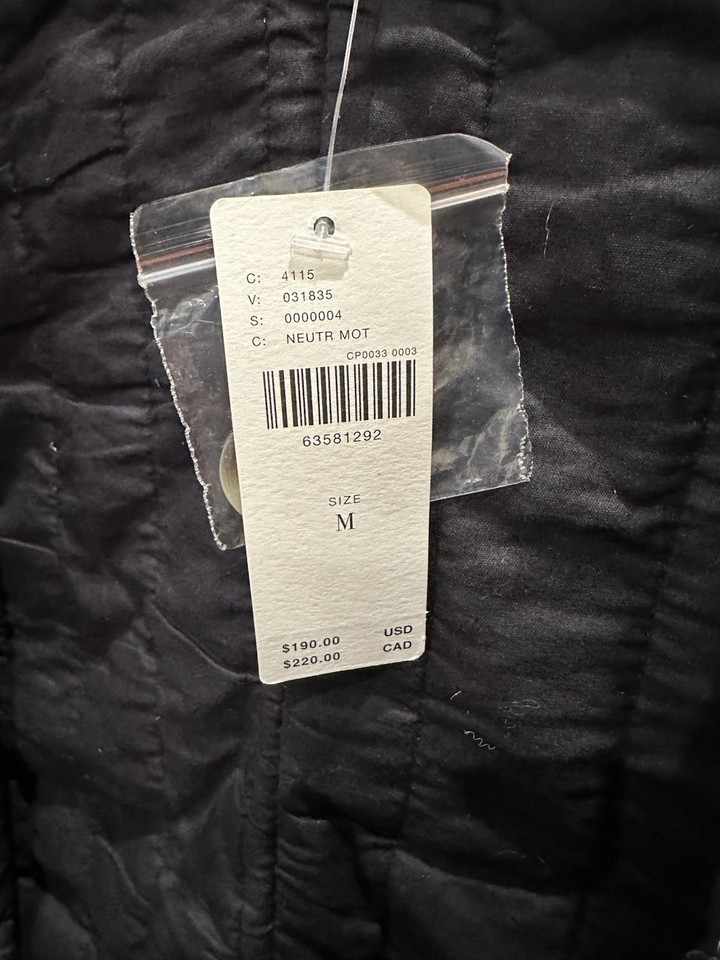 C: 4115
V: 031835
S: 0000004
C: NEUTR MOT
CP0033 0003
63581292
SIZE
M
$190.00 USD
$220.00 CAD